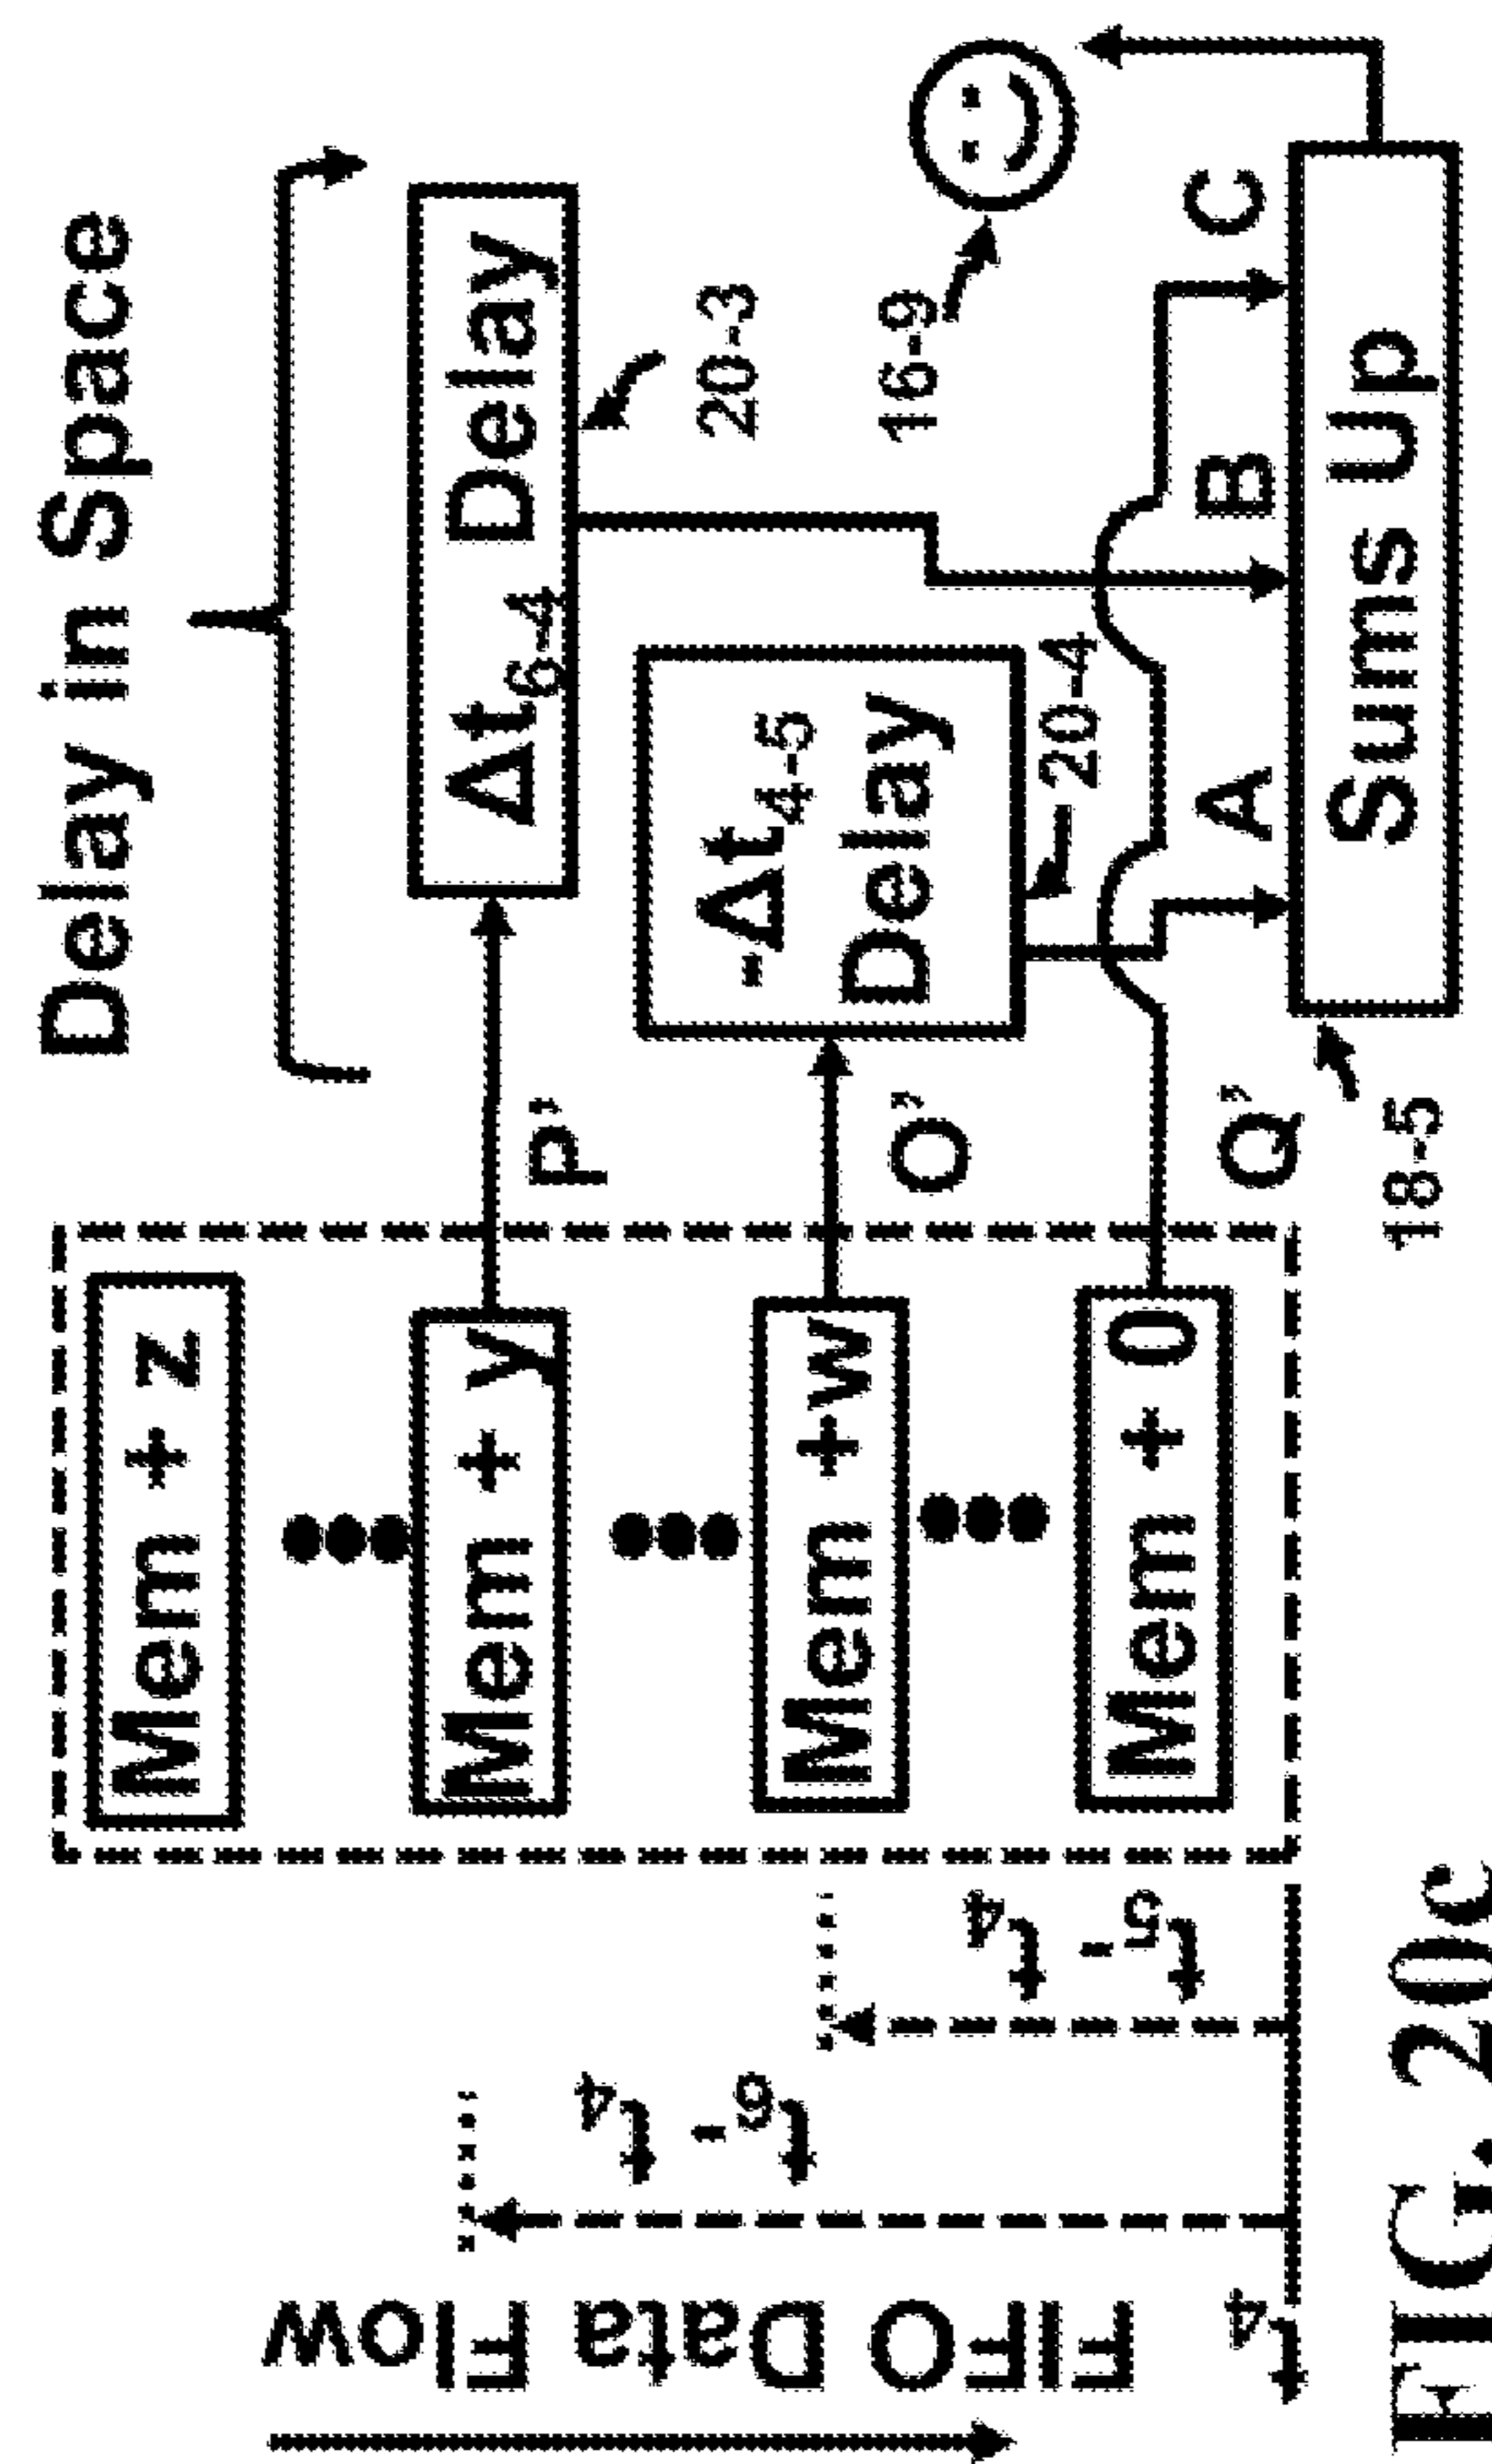 Delay in Space
FIFO Data Flow
t4
t6 - t4
t5 - t4
Mem + z
Mem + y
Mem +w
Mem + 0
P’
O’
Q’
Δt6-4 Delay
20-3
-Δt4-5
Delay
20-4
16-9
A
B
C
Sums Up
18-5
FIG. 20c